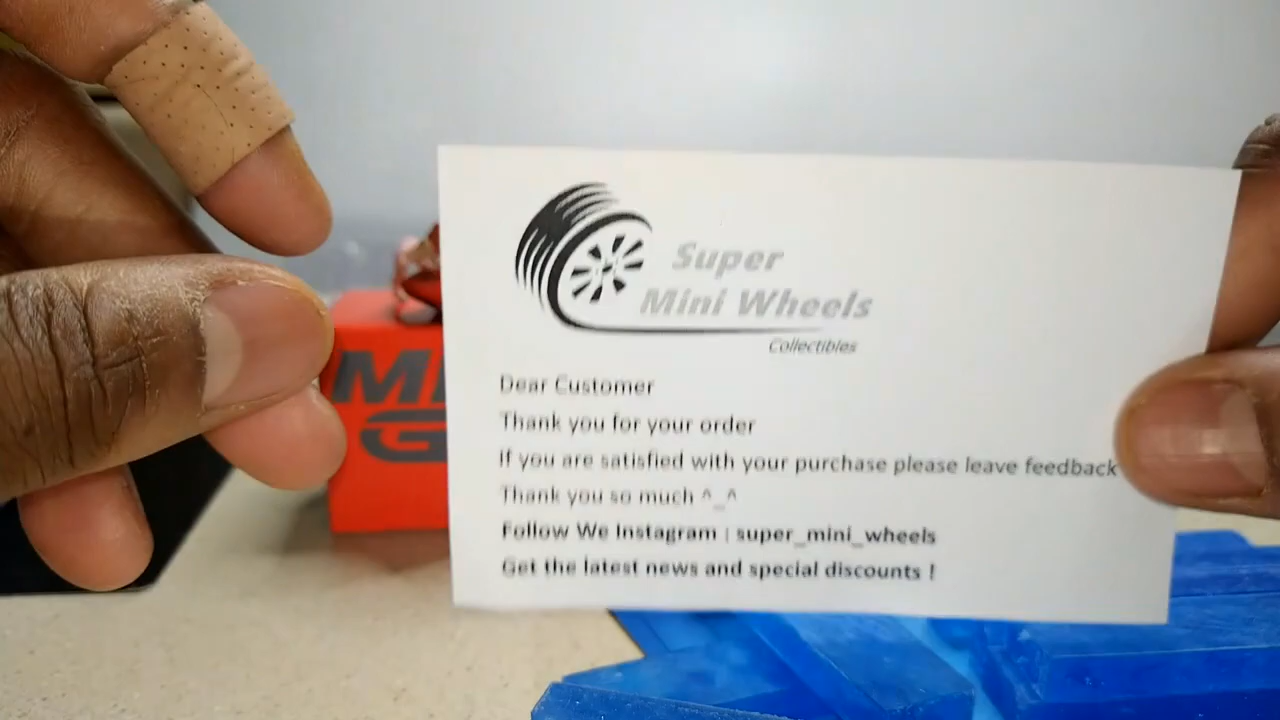 Super
Mini Wheels
Collectibles
Dear Customer
Thank you for your order
If you are satisfied with your purchase please leave feedback
Thank you so much ^_^
Follow We Instagram | super_mini_wheels
Get the latest news and special discounts !